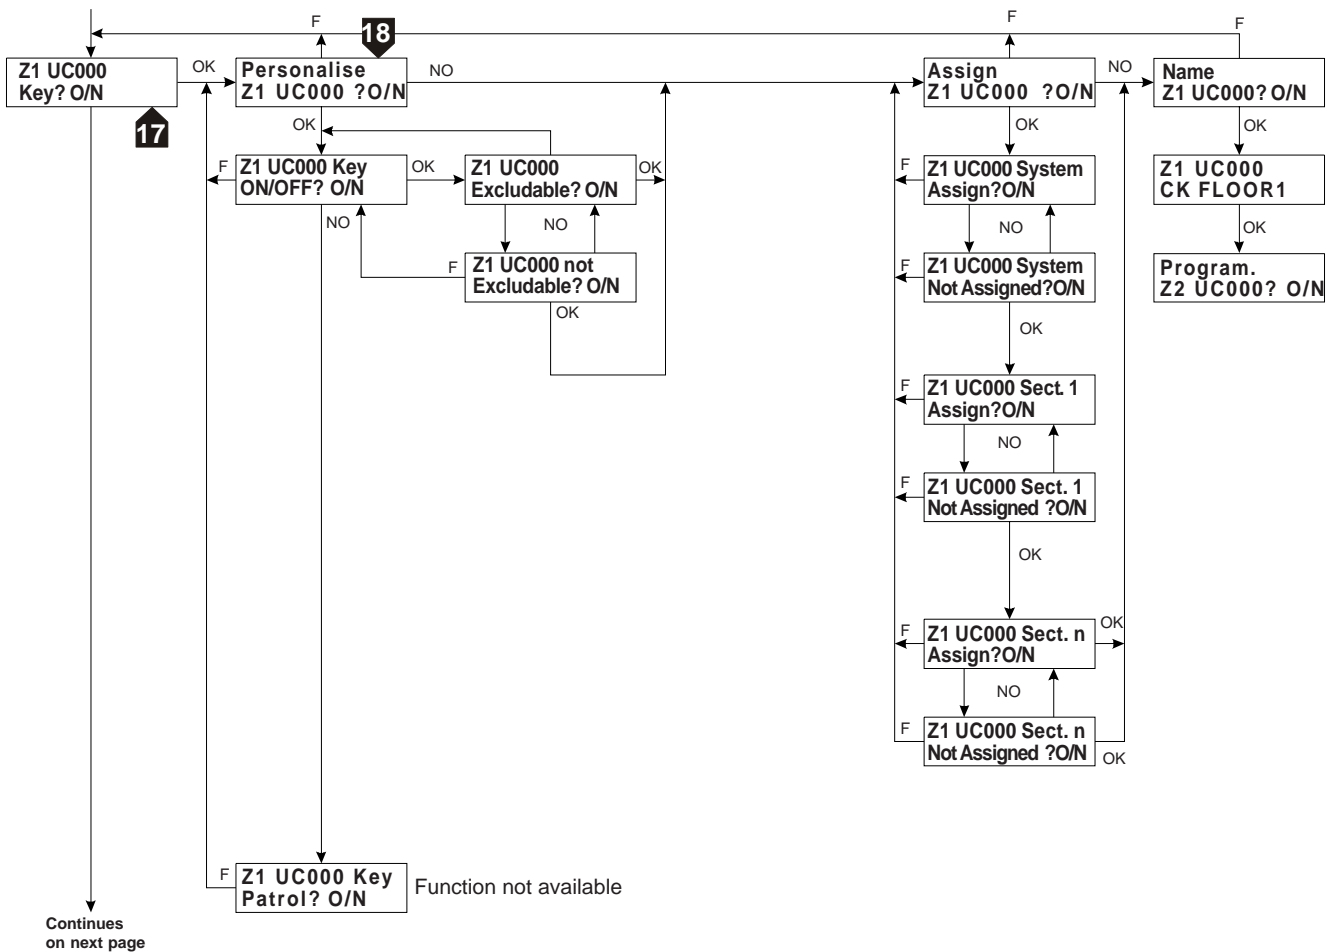 F
18
F
F
Z1 UC000
Key? O/N
17
OK
Personalise
Z1 UC000 ?O/N
NO
Assign
Z1 UC000 ?O/N
NO
Name
Z1 UC000? O/N
OK
OK
OK
F
Z1 UC000 Key
ON/OFF? O/N
OK
Z1 UC000
Excludable? O/N
OK
F
Z1 UC000 System
Assign?O/N
Z1 UC000
CK FLOOR1
NO
NO
NO
OK
F
Z1 UC000 not
Excludable? O/N
F
Z1 UC000 System
Not Assigned?O/N
Program.
Z2 UC000? O/N
OK
OK
F
Z1 UC000 Sect. 1
Assign?O/N
NO
F
Z1 UC000 Sect. 1
Not Assigned ?O/N
OK
F
Z1 UC000 Sect. n
Assign?O/N
OK
NO
F
Z1 UC000 Sect. n
Not Assigned ?O/N
OK
F
Z1 UC000 Key
Patrol? O/N
Function not available
Continues
on next page